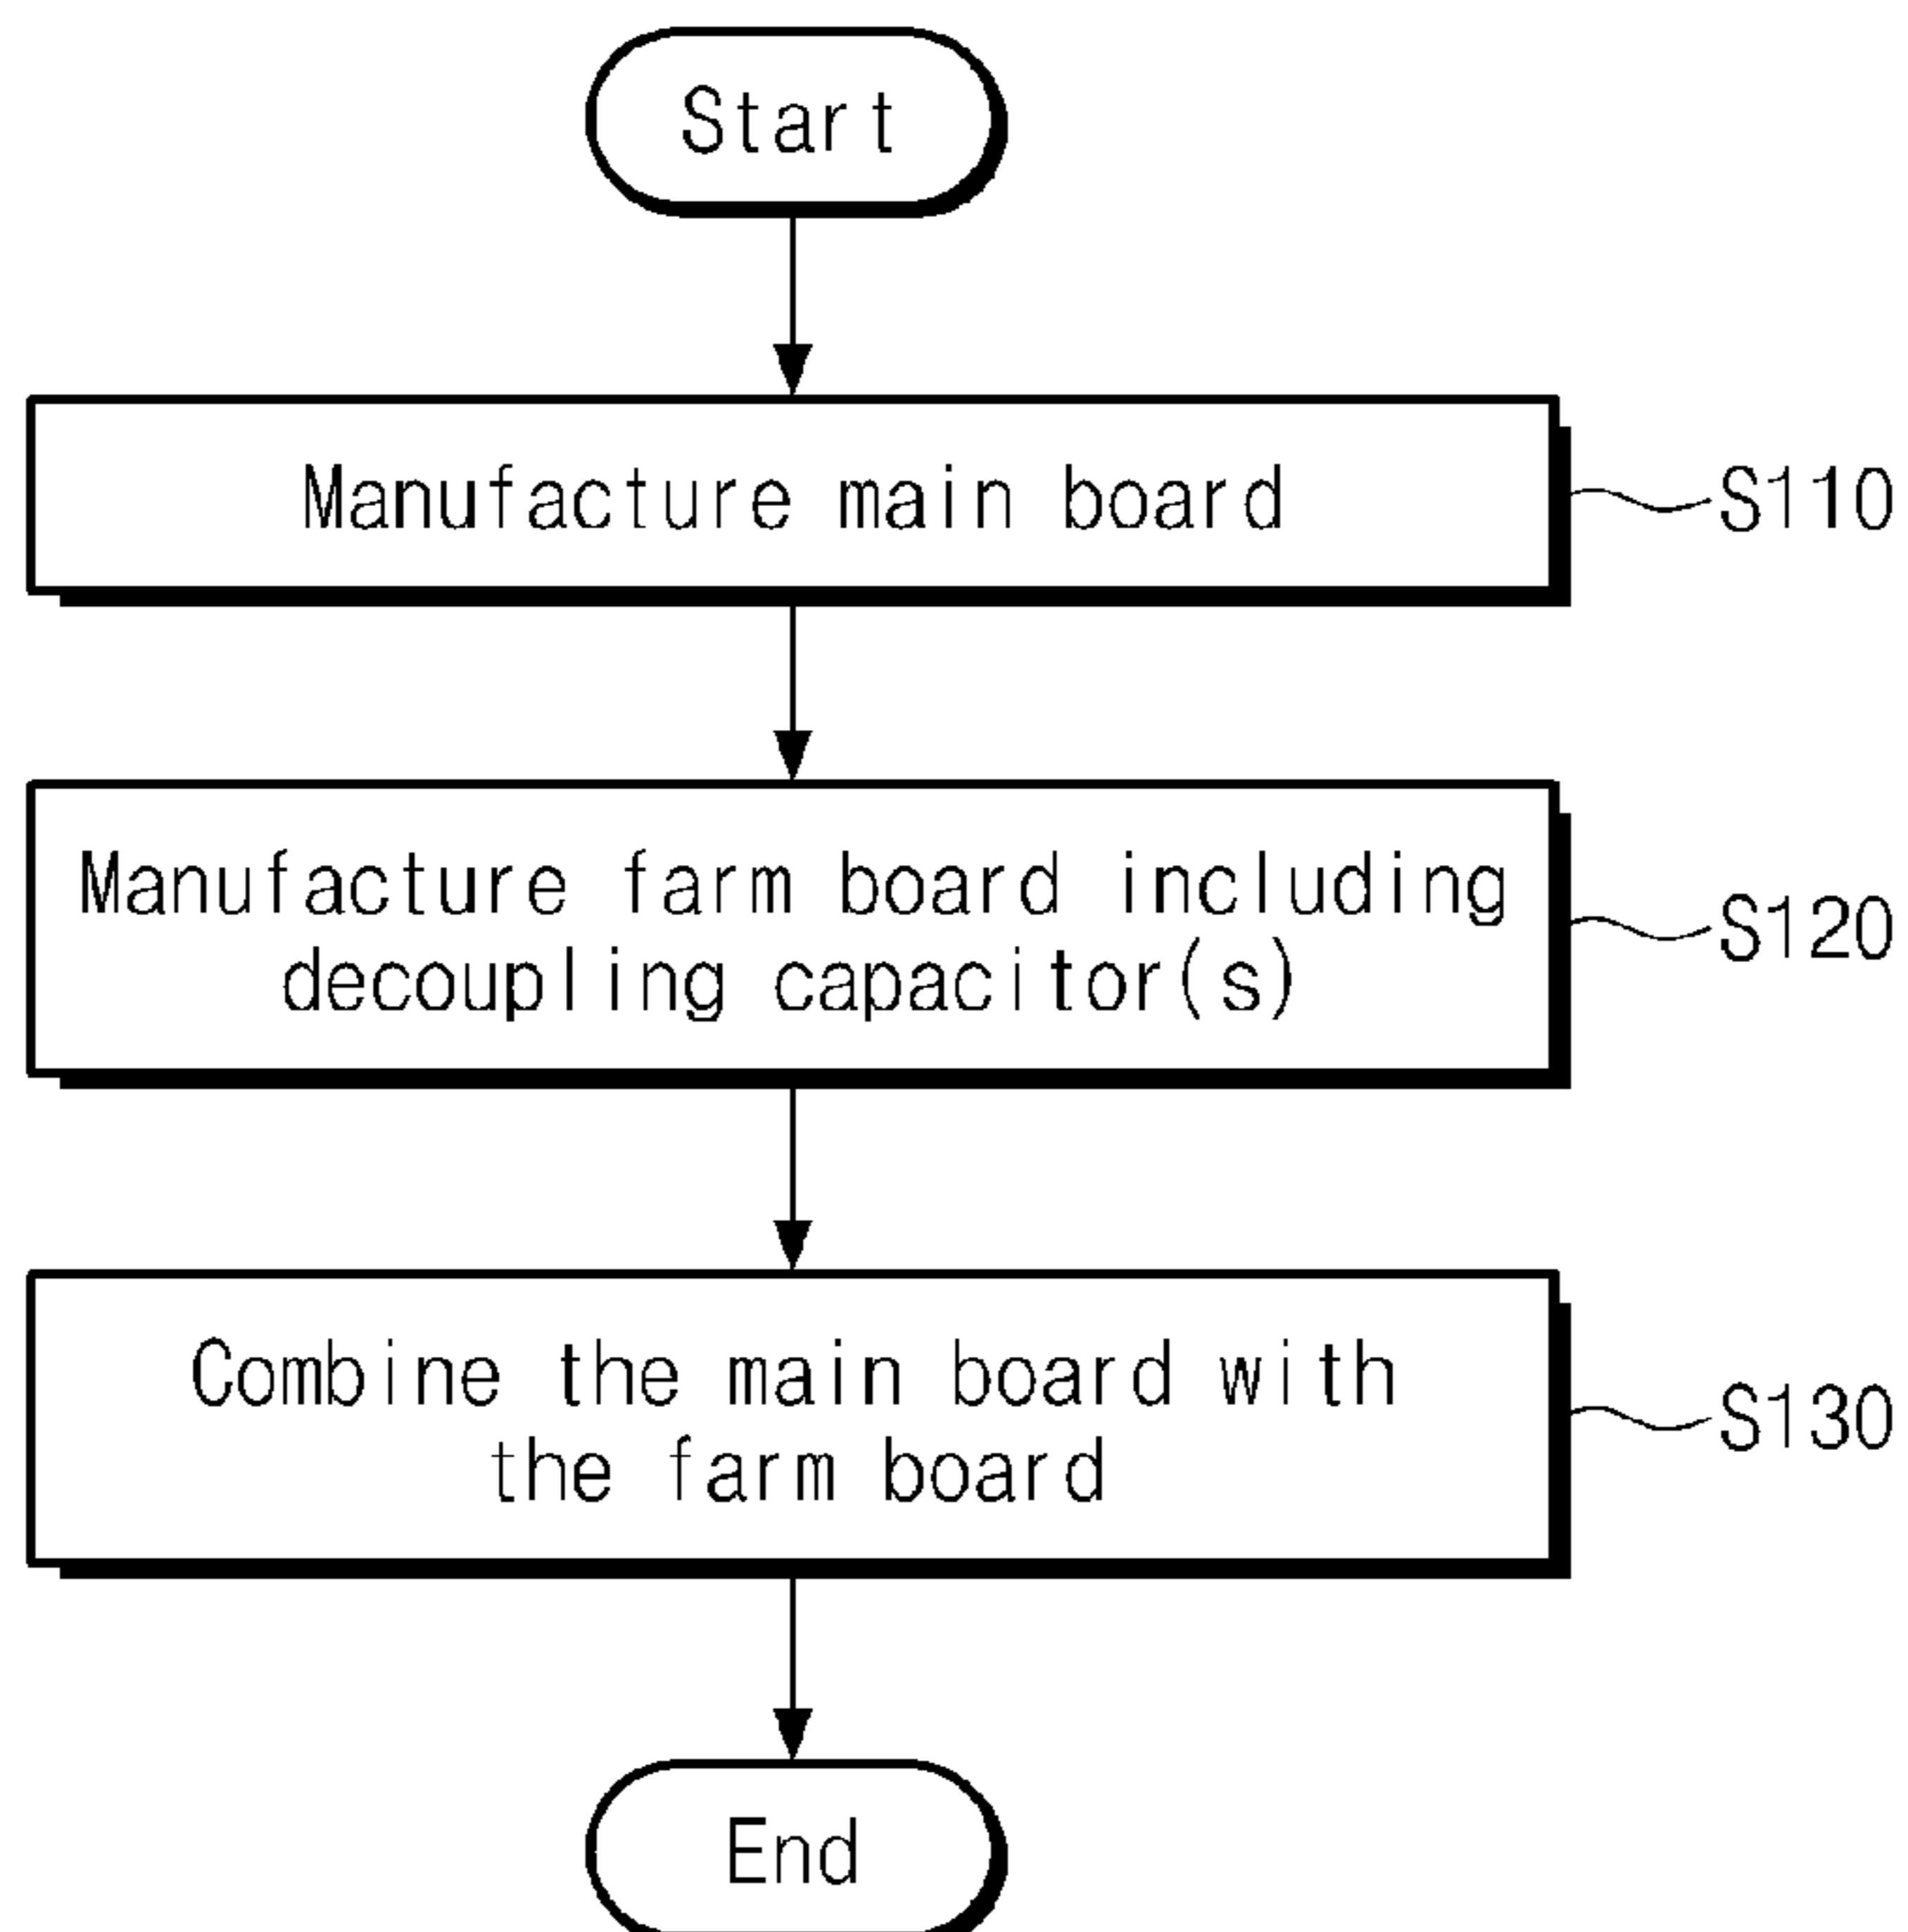 Start
Manufacture main board
S110
Manufacture farm board including
decoupling capacitor(s)
S120
Combine the main board with
the farm board
S130
End